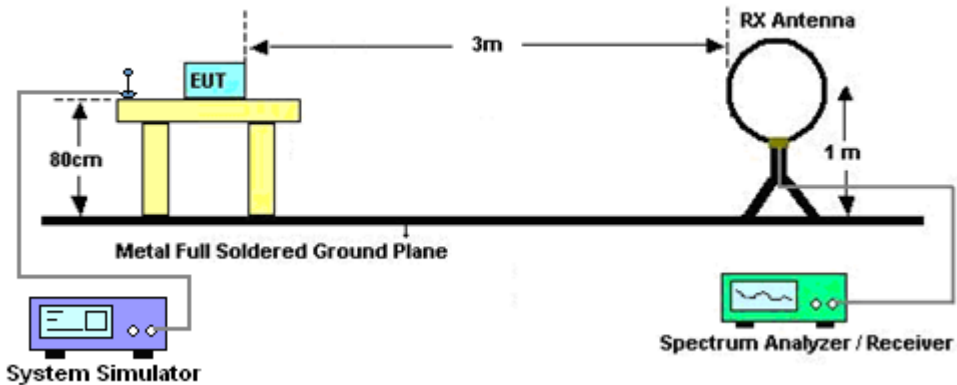 RX Antenna
3m
EUT
80cm
1 m
Metal Full Soldered Ground Plane
System Simulator
Spectrum Analyzer / Receiver